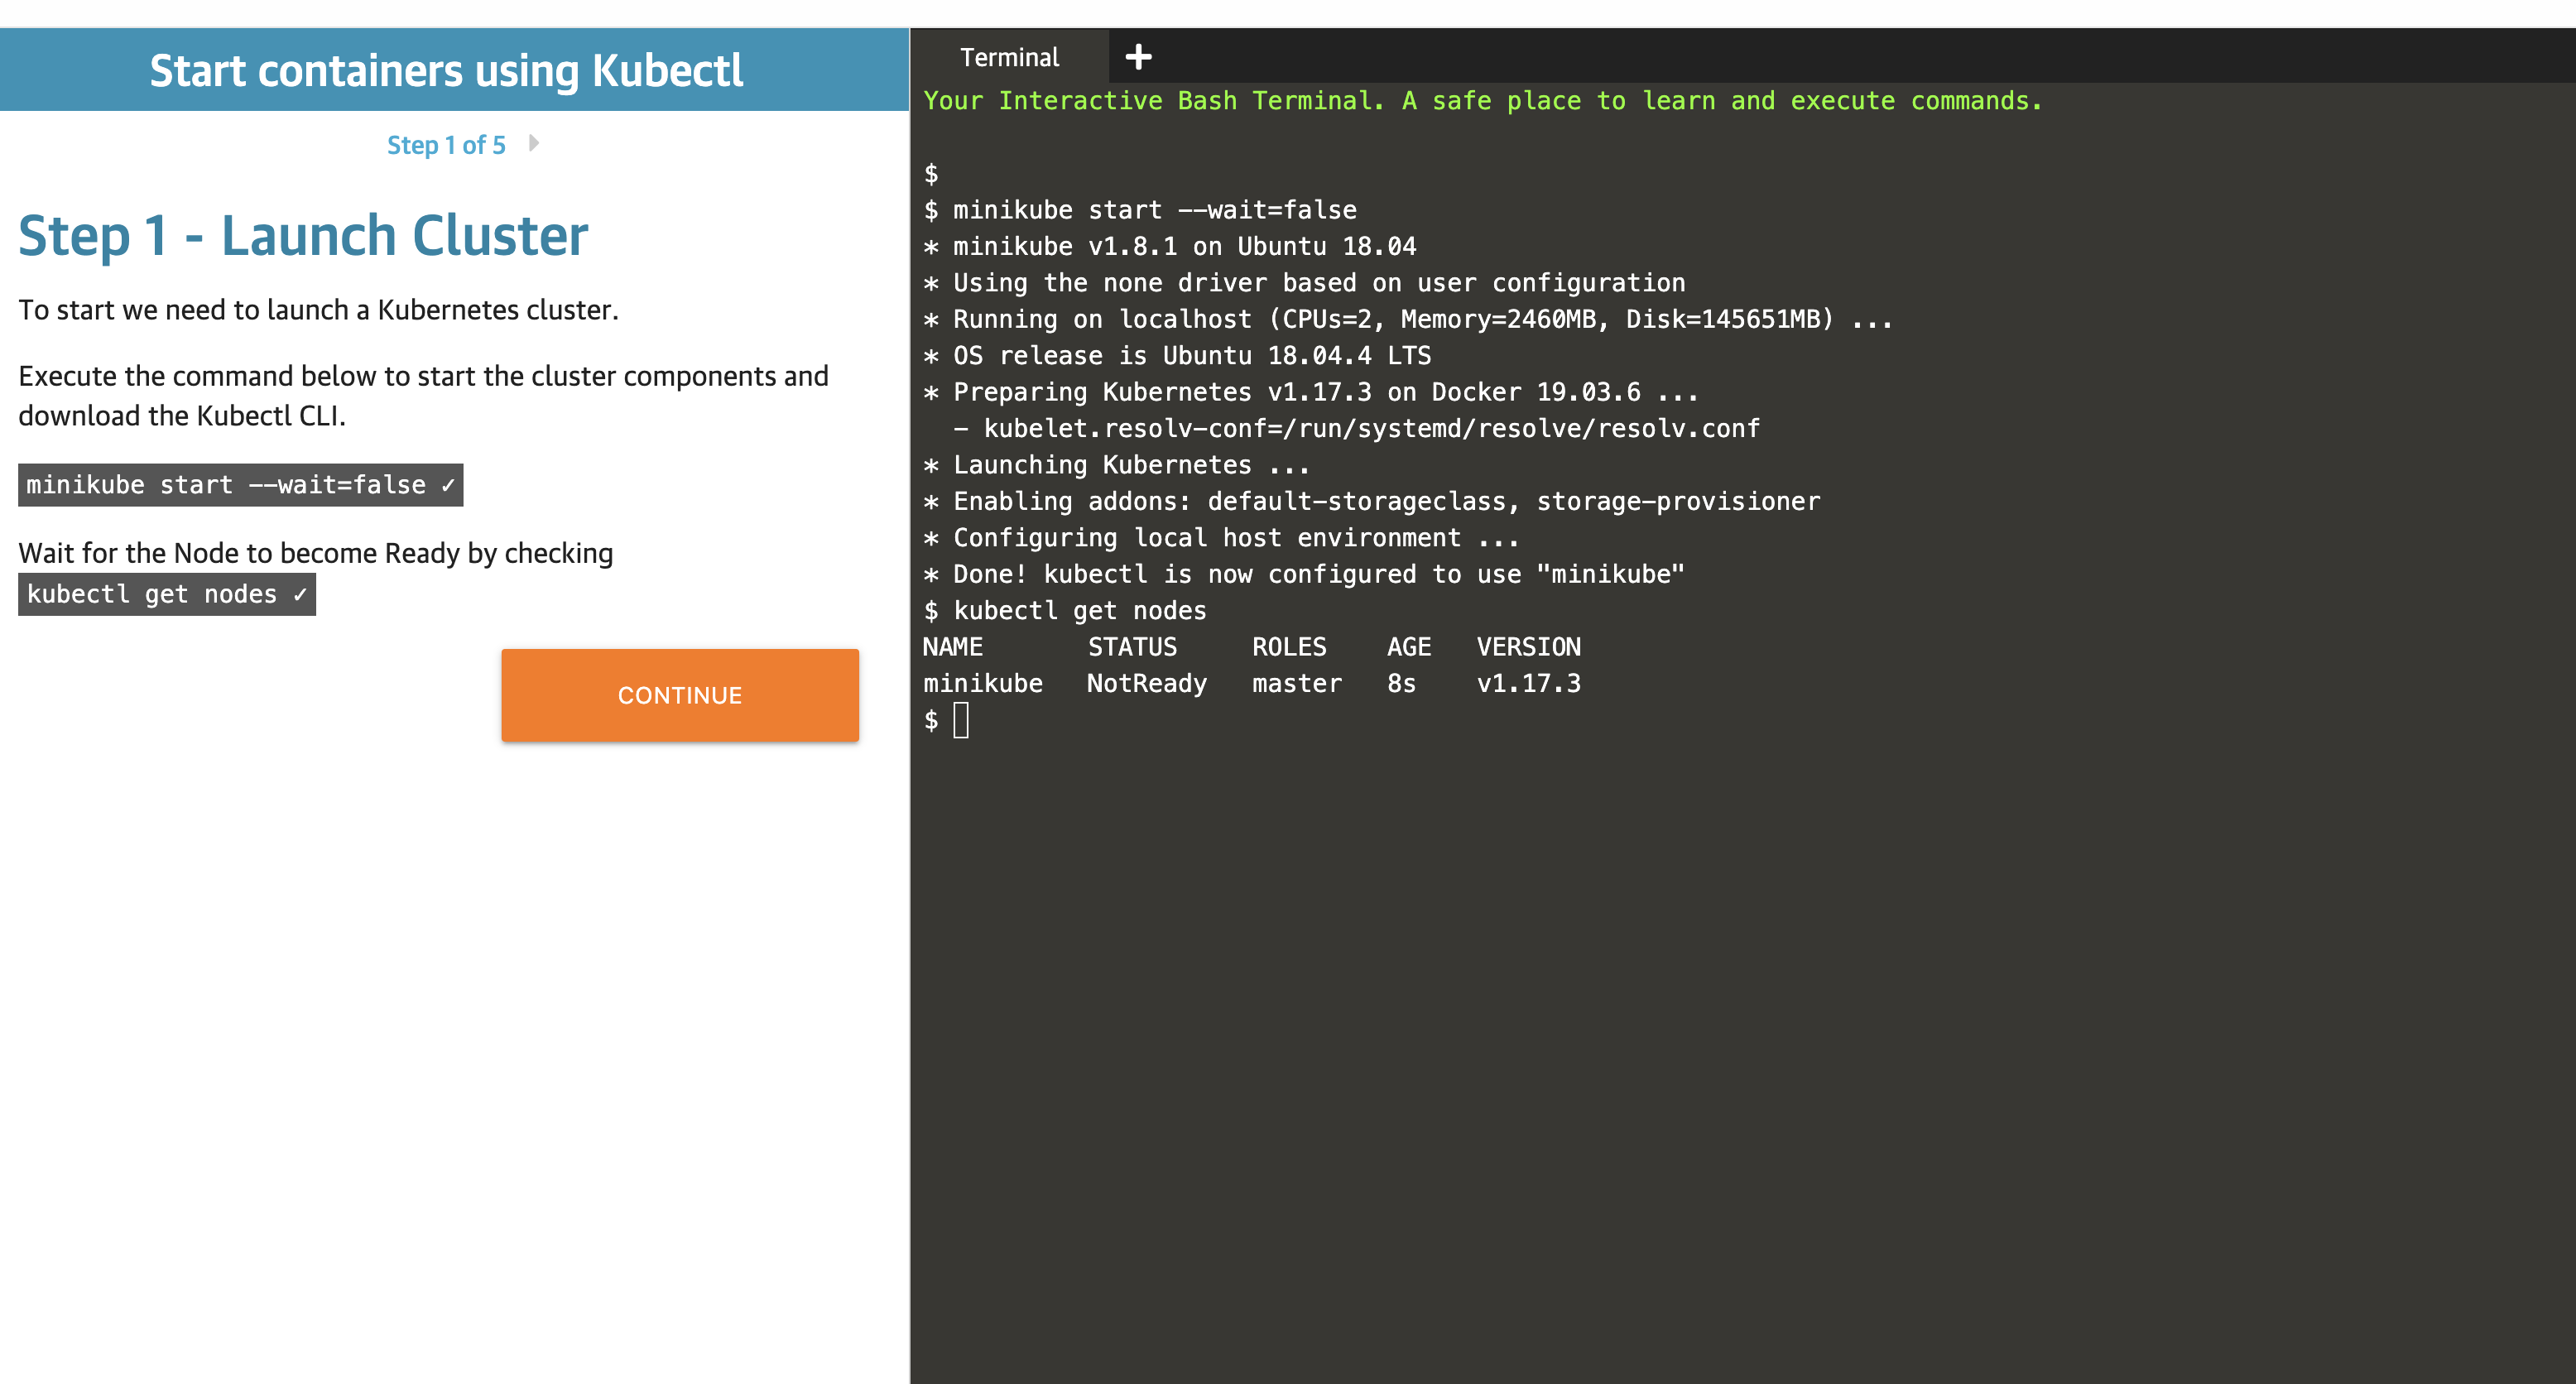 Start containers using Kubectl
Step 1 of 5
Step 1 - Launch Cluster
To start we need to launch a Kubernetes cluster.
Execute the command below to start the cluster components and
download the Kubectl CLI.
minikube start --wait=false ✓
Wait for the Node to become Ready by checking
kubectl get nodes ✓
CONTINUE
Terminal +
Your Interactive Bash Terminal. A safe place to learn and execute commands.
$
$ minikube start --wait=false
* minikube v1.8.1 on Ubuntu 18.04
* Using the none driver based on user configuration
* Running on localhost (CPUs=2, Memory=2460MB, Disk=145651MB) ...
* OS release is Ubuntu 18.04.4 LTS
* Preparing Kubernetes v1.17.3 on Docker 19.03.6 ...
  - kubelet.resolv-conf=/run/systemd/resolve/resolv.conf
* Launching Kubernetes ...
* Enabling addons: default-storageclass, storage-provisioner
* Configuring local host environment ...
* Done! kubectl is now configured to use "minikube"
$ kubectl get nodes
NAME       STATUS     ROLES    AGE   VERSION
minikube   NotReady   master   8s    v1.17.3
$